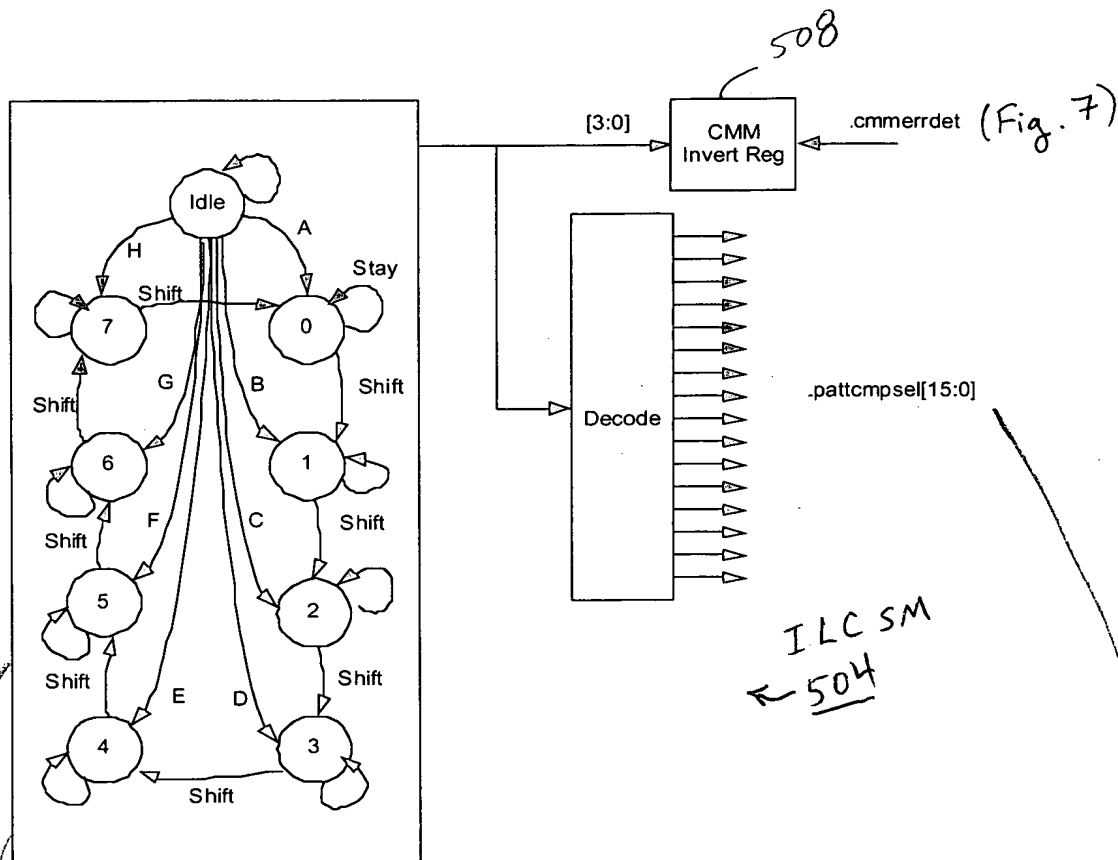 508
[3:0]
CMM
Invert Reg
.cmmerrdet
(Fig. 7)
Idle
H
A
Stay
7
Shift
0
G
B
Shift
Shift
6
1
F
C
Shift
Shift
5
2
Shift
Shift
E
D
4
3
Shift
Decode
.pattcmpsel[15:0]
ILC SM
504